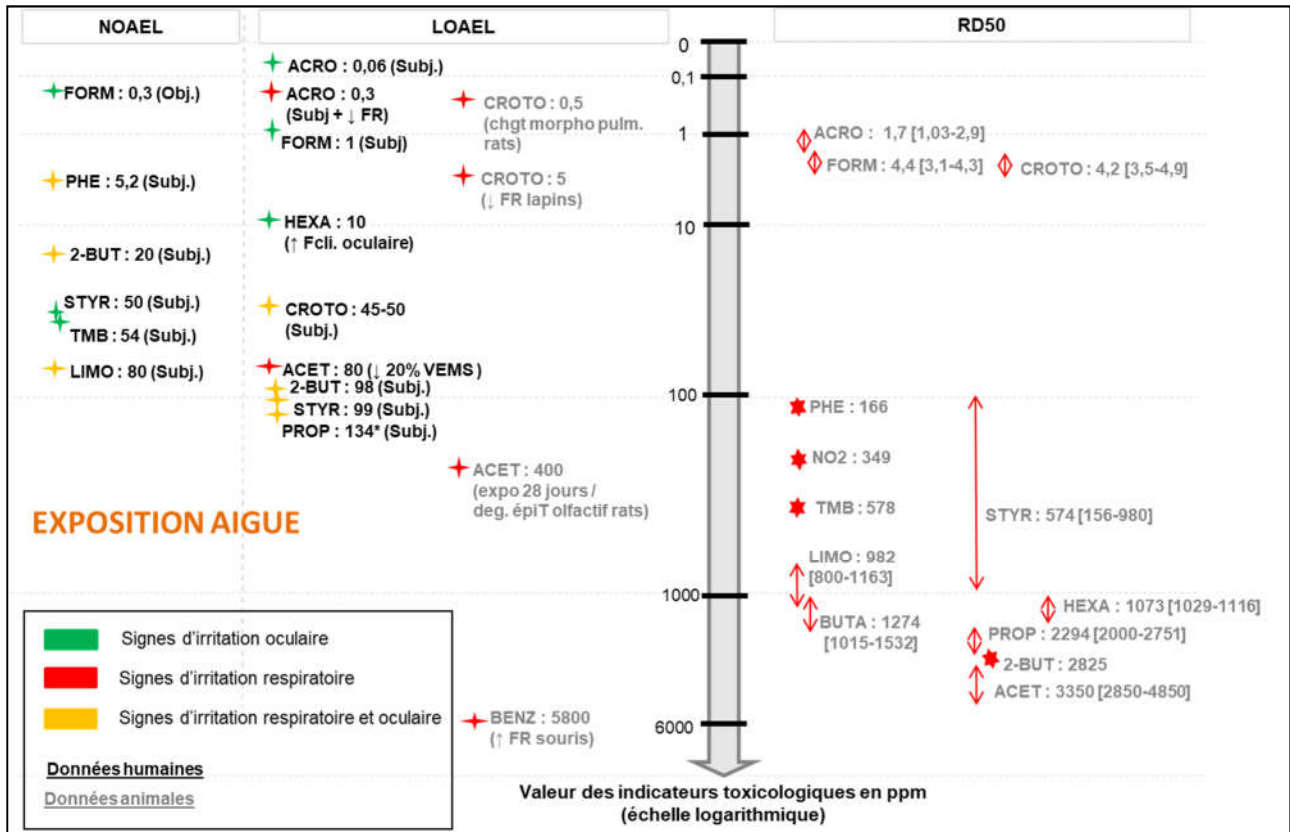 NOAEL
LOAEL
RD50
FORM : 0,3 (Obj.)
PHE : 5,2 (Subj.)
2-BUT : 20 (Subj.)
STYR : 50 (Subj.)
TMB : 54 (Subj.)
LIMO : 80 (Subj.)
ACRO : 0,06 (Subj.)
ACRO : 0,3
(Subj + ↓ FR)
FORM : 1 (Subj)
HEXA : 10
(↑ Fcli. oculaire)
CROTO : 45-50
(Subj.)
ACET : 80 (↓ 20% VEMS )
2-BUT : 98 (Subj.)
STYR : 99 (Subj.)
PROP : 134* (Subj.)
CROTO : 0,5
(chgt morpho pulm.
rats)
CROTO : 5
(↓ FR lapins)
ACET : 400
(expo 28 jours /
deg. épiT olfactif rats)
BENZ : 5800
(↑ FR souris)
0
0,1
1
10
100
1000
6000
Valeur des indicateurs toxicologiques en ppm
(échelle logarithmique)
ACRO : 1,7 [1,03-2,9]
FORM : 4,4 [3,1-4,3]
CROTO : 4,2 [3,5-4,9]
PHE : 166
NO2 : 349
TMB : 578
STYR : 574 [156-980]
LIMO : 982
[800-1163]
BUTA : 1274
[1015-1532]
HEXA : 1073 [1029-1116]
PROP : 2294 [2000-2751]
2-BUT : 2825
ACET : 3350 [2850-4850]
EXPOSITION AIGUE
Signes d'irritation oculaire
Signes d'irritation respiratoire
Signes d'irritation respiratoire et oculaire
Données humaines
Données animales